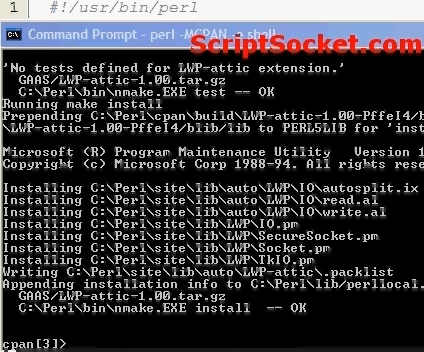 1 #!/usr/bin/perl
Command Prompt - perl -MCPAN -e shell
ScriptSocket.com
'No tests defined for LWP-attic extension.'
GAAS/LWP-attic-1.00.tar.gz
C:\Perl\bin\nmake.EXE test -- OK
Running make install
Prepending C:\Perl\cpan\build\LWP-attic-1.00-PffeI4/b
\LWP-attic-1.00-PffeI4/blib/lib to PERL5LIB for 'inst
Microsoft (R) Program Maintenance Utility Version 1
Copyright (c) Microsoft Corp 1988-94. All rights rese
Installing C:\Perl\site\lib\auto\LWP\IO\autosplit.ix
Installing C:\Perl\site\lib\auto\LWP\IO\read.al
Installing C:\Perl\site\lib\auto\LWP\IO\write.al
Installing C:\Perl\site\lib\LWP\IO.pm
Installing C:\Perl\site\lib\LWP\SecureSocket.pm
Installing C:\Perl\site\lib\LWP\Socket.pm
Installing C:\Perl\site\lib\LWP\TkIO.pm
Writing C:\Perl\site\lib\auto\LWP-attic\.packlist
Appending installation info to C:\Perl\lib/perllocal.
GAAS/LWP-attic-1.00.tar.gz
C:\Perl\bin\nmake.EXE install -- OK
cpan[3]>